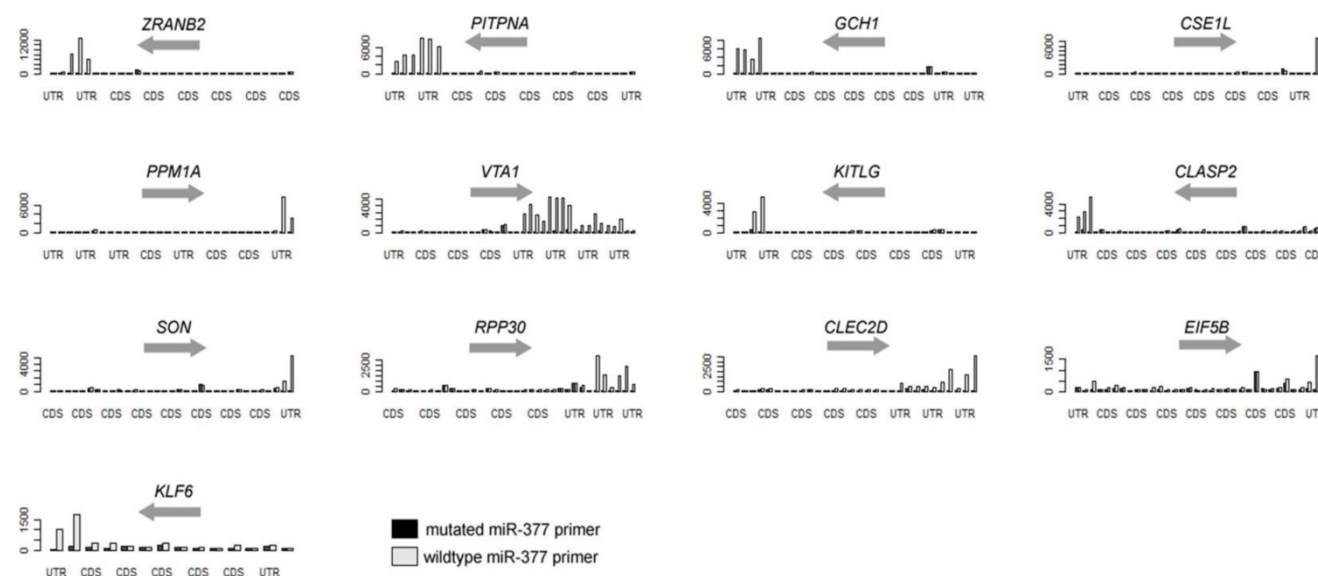 ZRANB2 PITPNA GCH1 CSE1L
0 12000 0 6000 0 6000 0 6000
UTR UTR CDS CDS CDS CDS CDS CDS UTR CDS CDS CDS CDS CDS CDS UTR UTR UTR CDS CDS CDS CDS UTR UTR UTR CDS CDS CDS CDS CDS CDS UTR
PPM1A VTA1 KITLG CLASP2
0 6000 0 4000 0 4000 0 4000
UTR UTR UTR CDS UTR CDS CDS UTR UTR CDS CDS CDS UTR UTR UTR UTR UTR UTR CDS CDS CDS CDS UTR UTR CDS CDS CDS CDS CDS CDS CDS CD
SON RPP30 CLEC2D EIF5B
0 4000 0 2500 0 2500 0 1500
CDS CDS CDS CDS CDS CDS CDS UTR UTR CDS CDS CDS CDS CDS UTR UTR CDS CDS CDS CDS UTR UTR UTR UTR CDS CDS CDS CDS CDS CDS CDS UT
KLF6
0 1500
UTR CDS CDS CDS CDS CDS UTR
mutated miR-377 primer
wildtype miR-377 primer